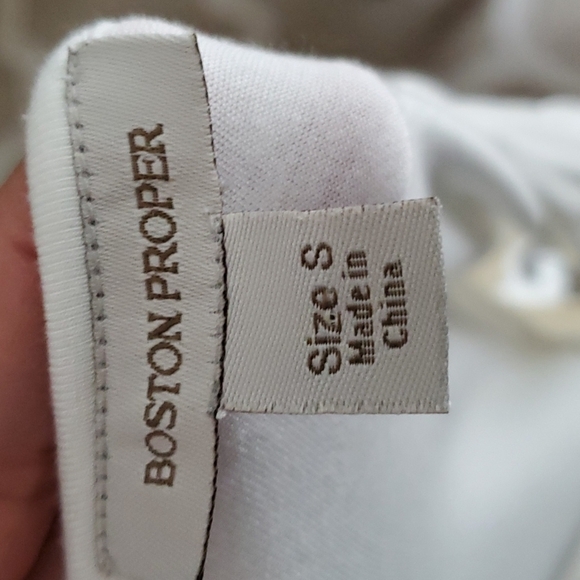 BOSTON PROPER
Size S
Made in
China